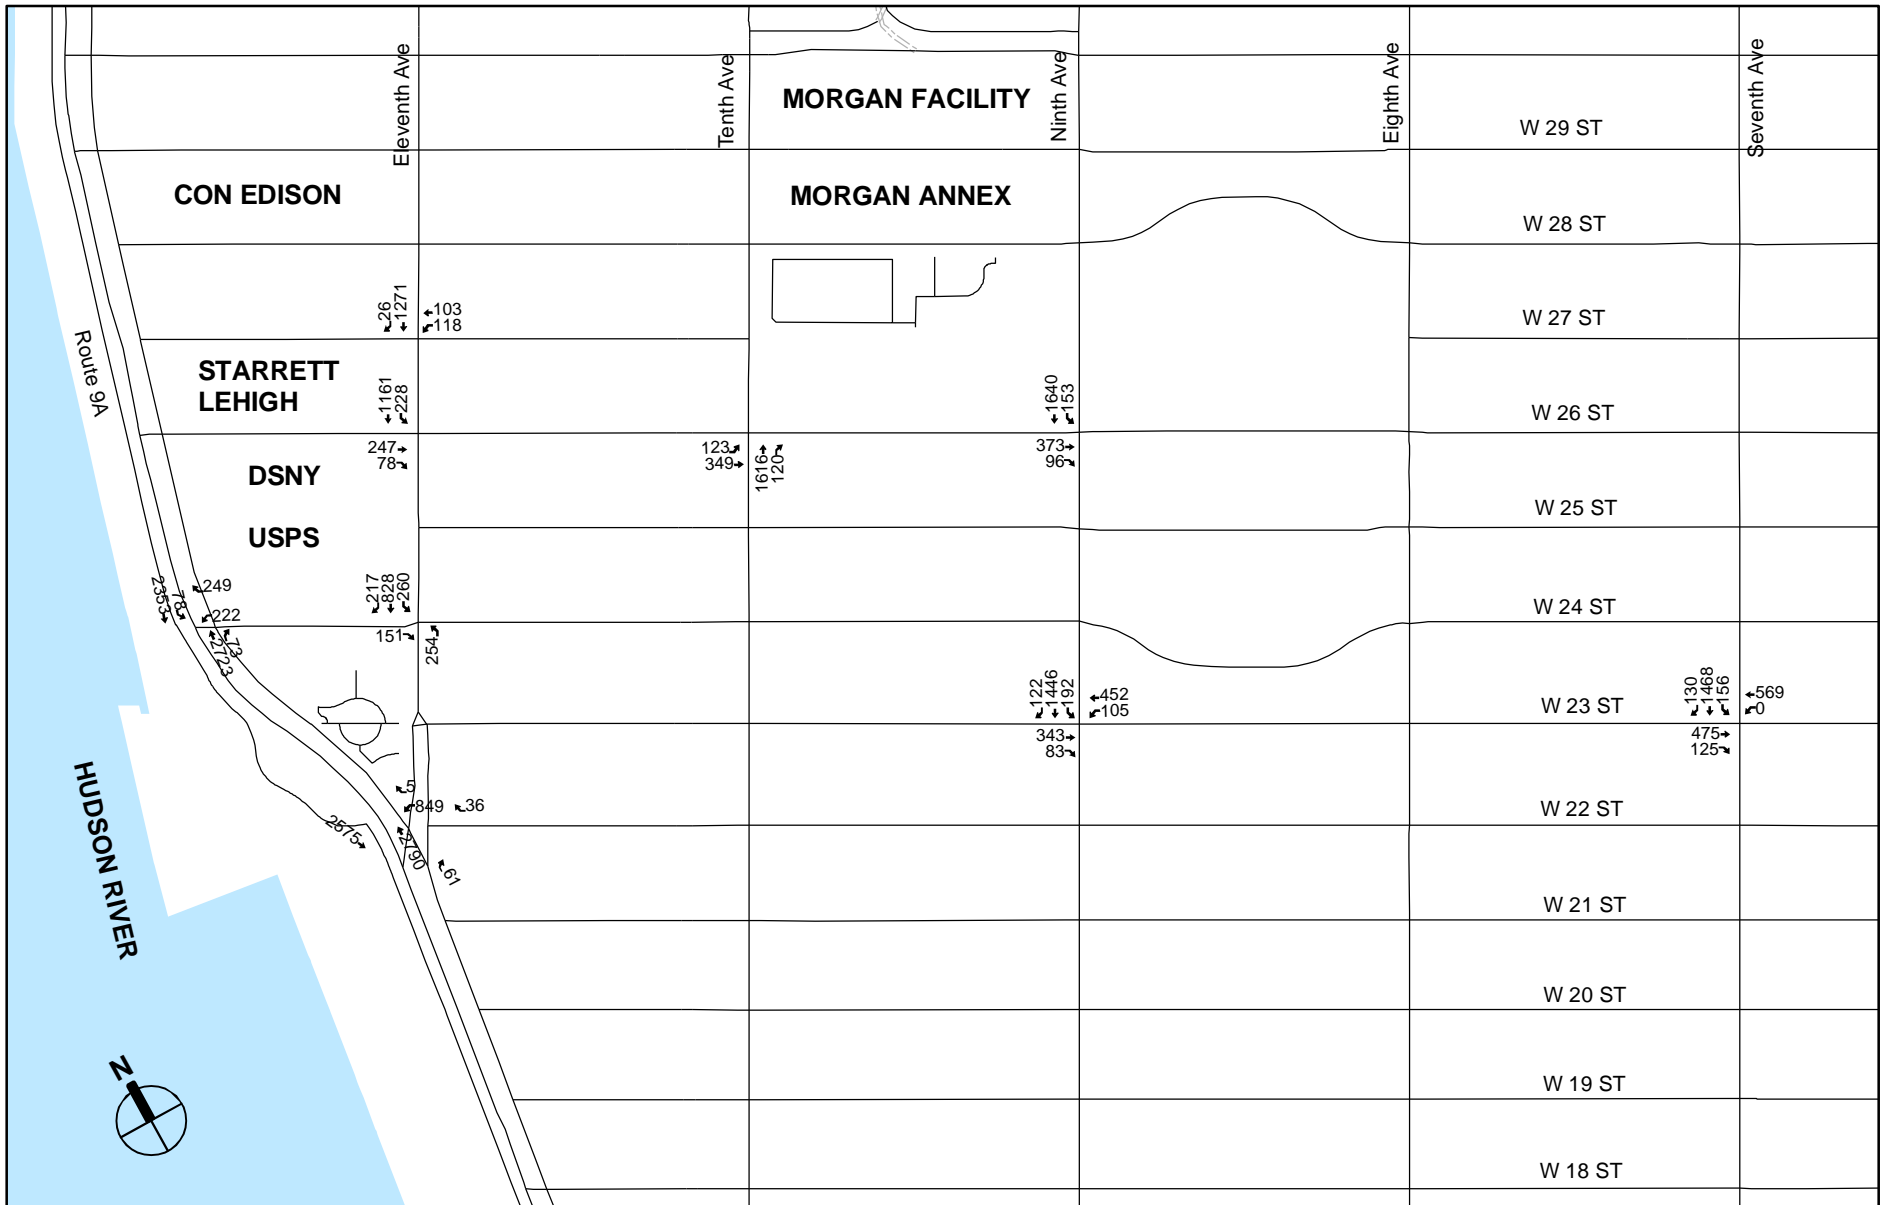 Eleventh Ave
Tenth Ave
Ninth Ave
Eighth Ave
Seventh Ave
MORGAN FACILITY
W 29 ST
CON EDISON
MORGAN ANNEX
W 28 ST
26
1271
103
118
W 27 ST
Route 9A
STARRETT
LEHIGH
1161
228
1640
153
W 26 ST
247
78
123
349
1616
120
373
96
DSNY
W 25 ST
USPS
2353
78
249
222
2723
73
217
828
260
151
254
W 24 ST
122
1446
192
452
105
343
83
W 23 ST
130
1468
156
569
0
475
125
HUDSON RIVER
5
849
36
2575
2790
61
W 22 ST
W 21 ST
W 20 ST
N
W 19 ST
W 18 ST